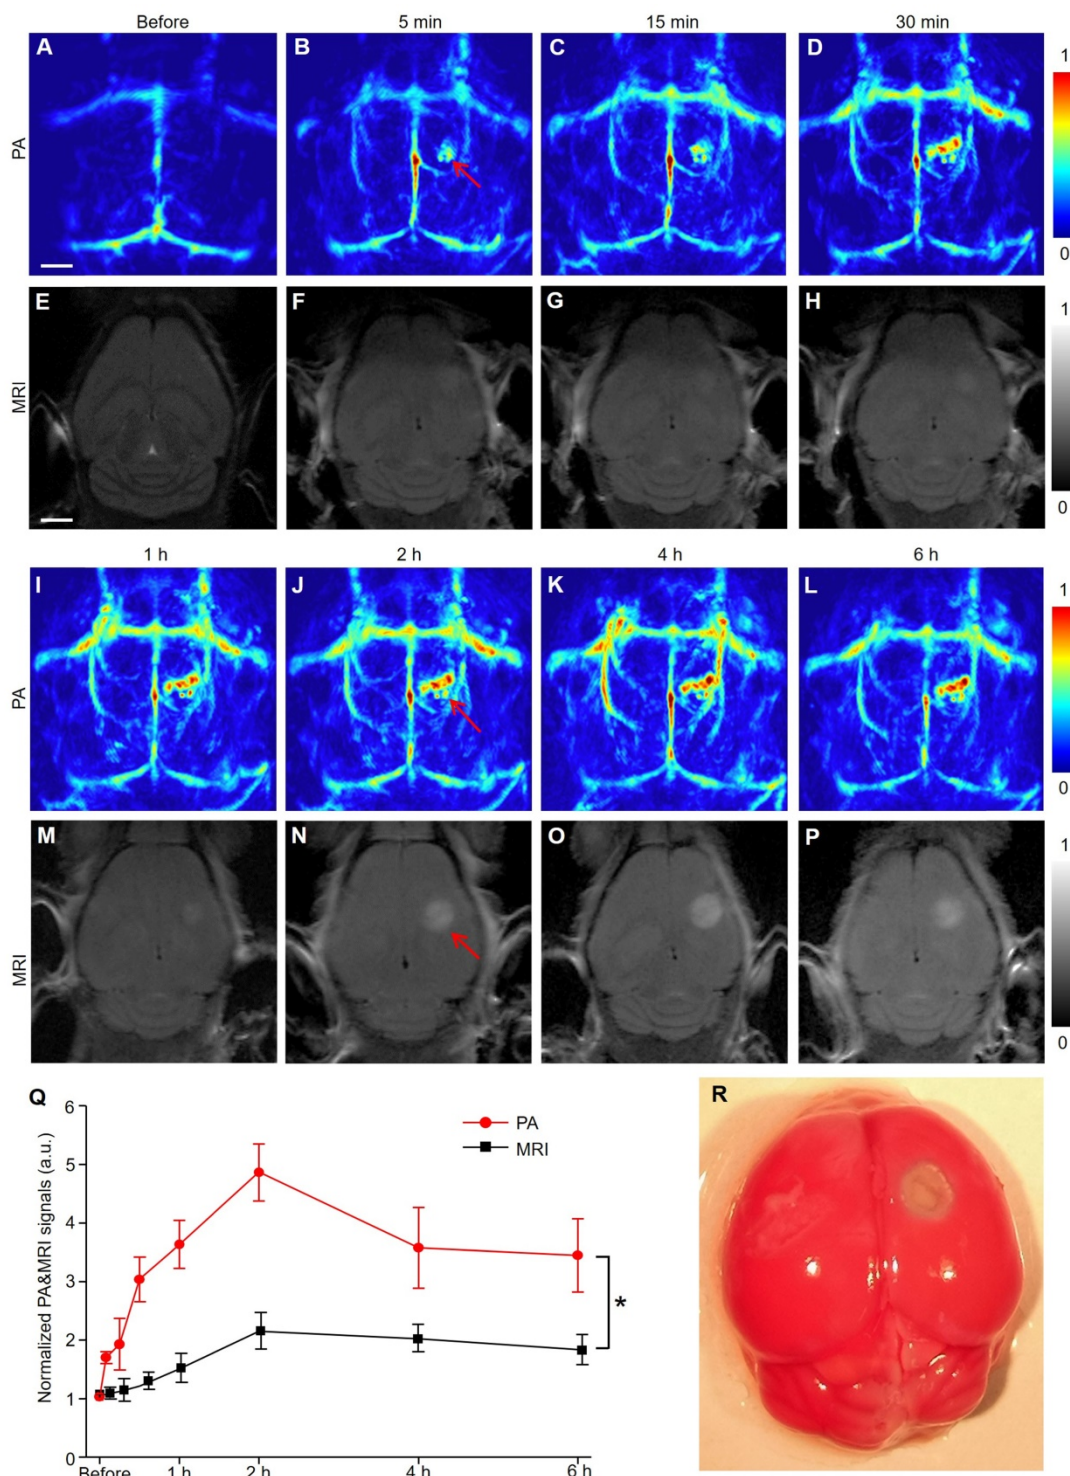 Before 5 min 15 min 30 min
A B C D
PA
1
0
E F G H
MRI
1
0
1 h 2 h 4 h 6 h
I J K L
PA
1
0
M N O P
MRI
1
0
Q
Normalized PA&MRI signals (a.u.)
6
5
4
3
2
1
0
PA
MRI
*
Before 1 h 2 h 4 h 6 h
R